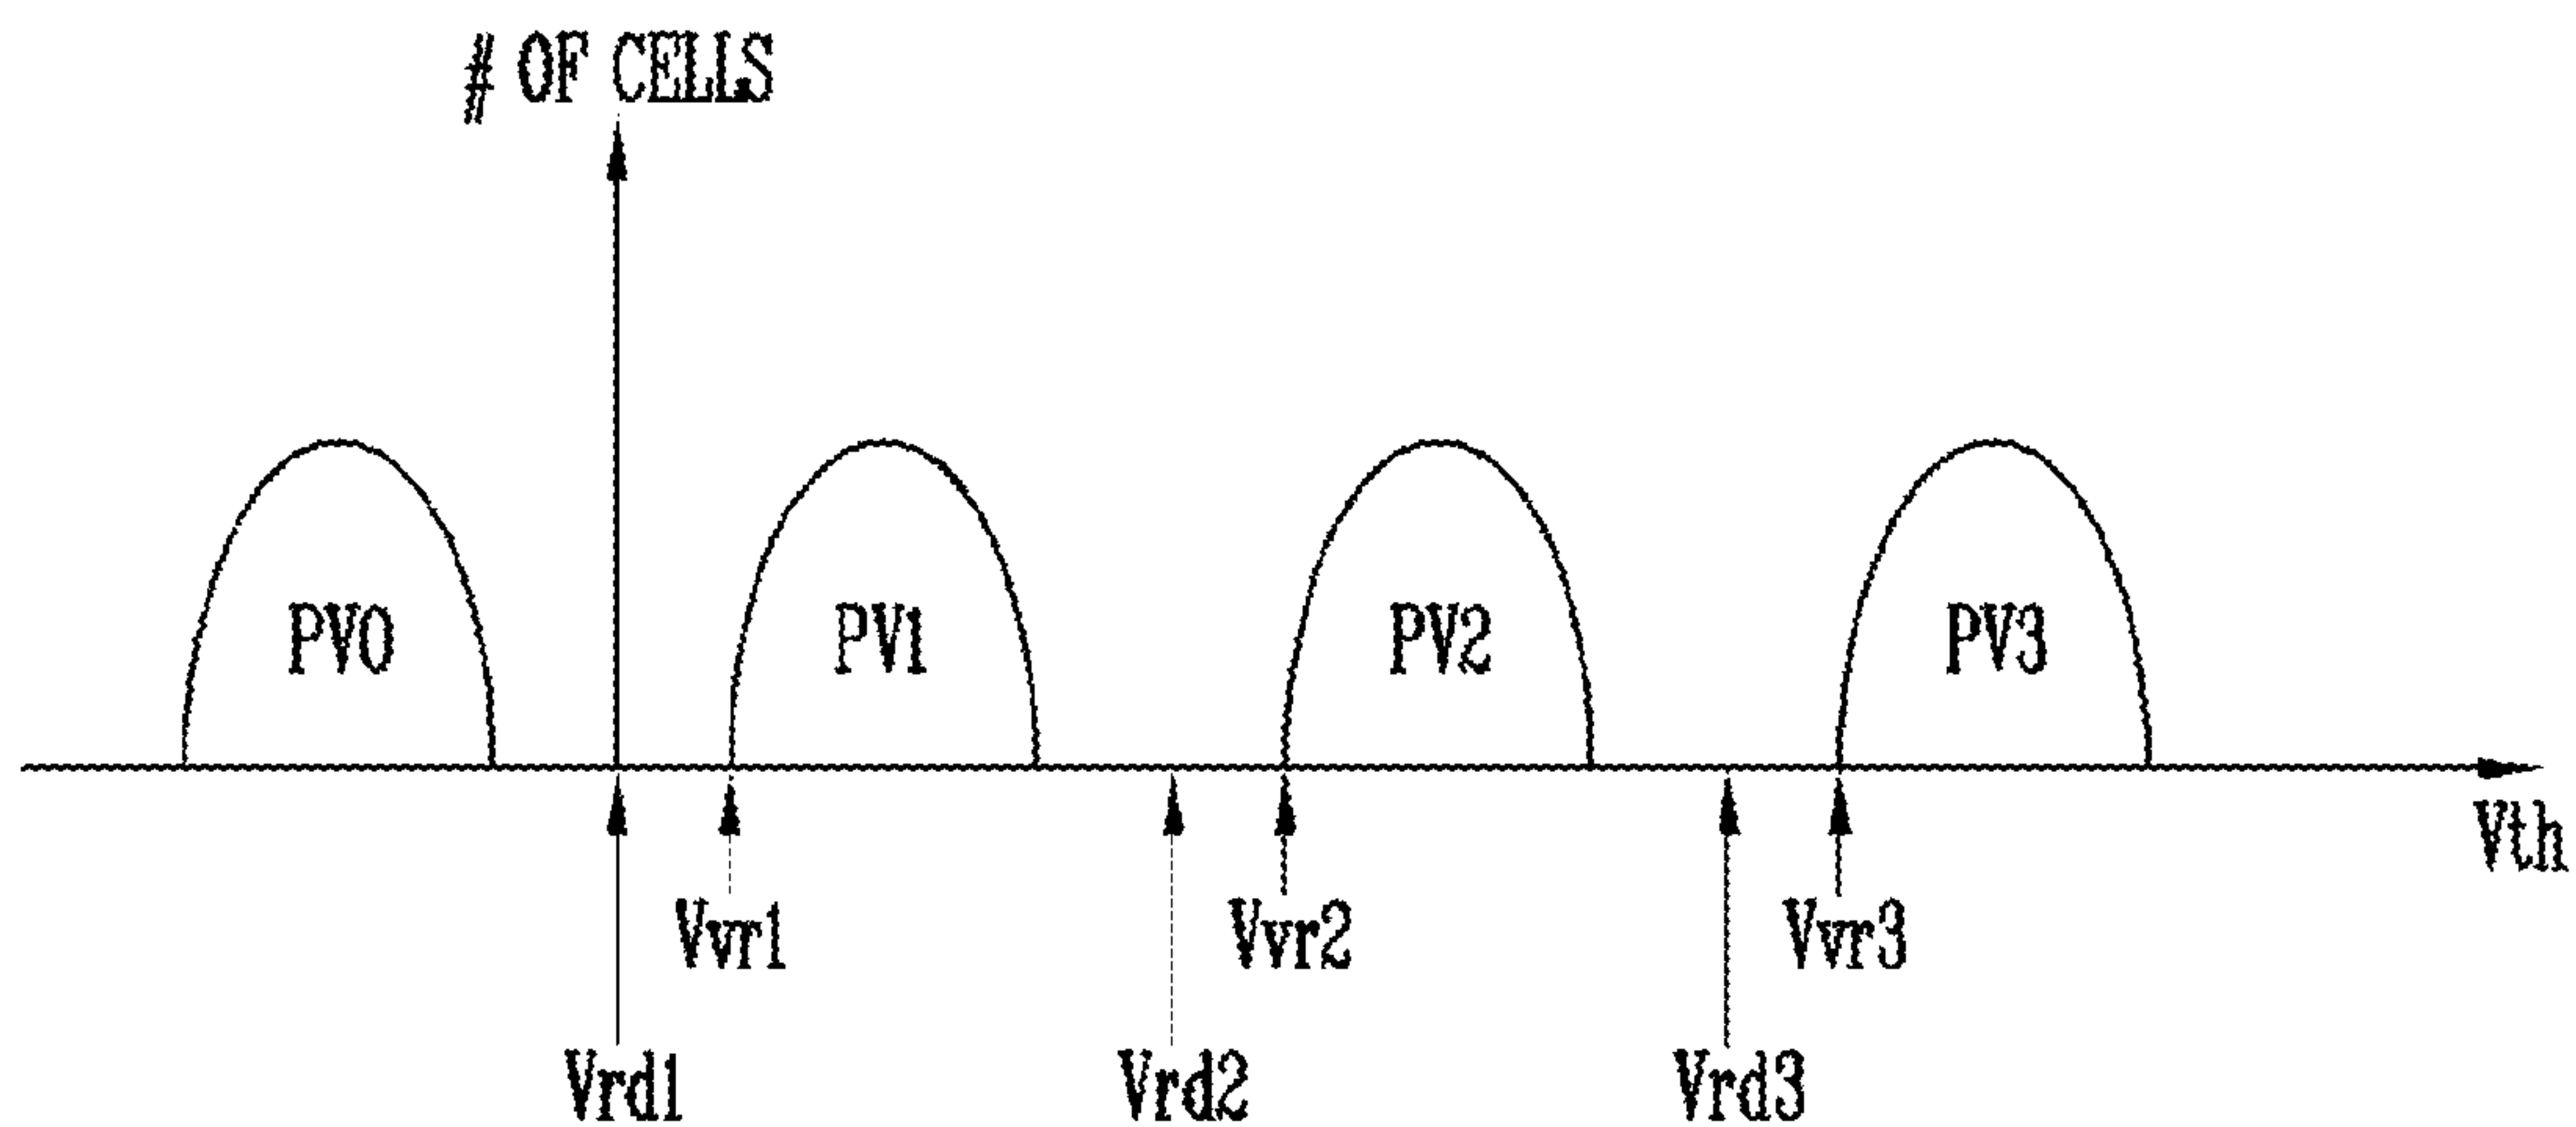 # OF CELLS
PV0 PV1 PV2 PV3
Vth
Vvr1 Vvr2 Vvr3
Vrd1 Vrd2 Vrd3